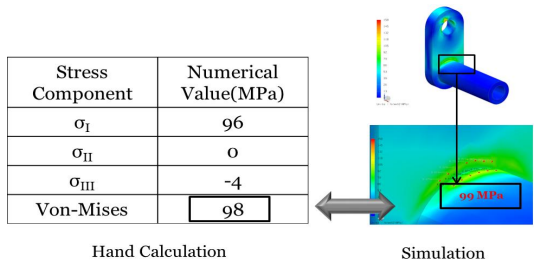 Stress Component
Numerical Value(MPa)
σI
96
σII
0
σIII
-4
Von-Mises
98
99 MPa
Hand Calculation
Simulation